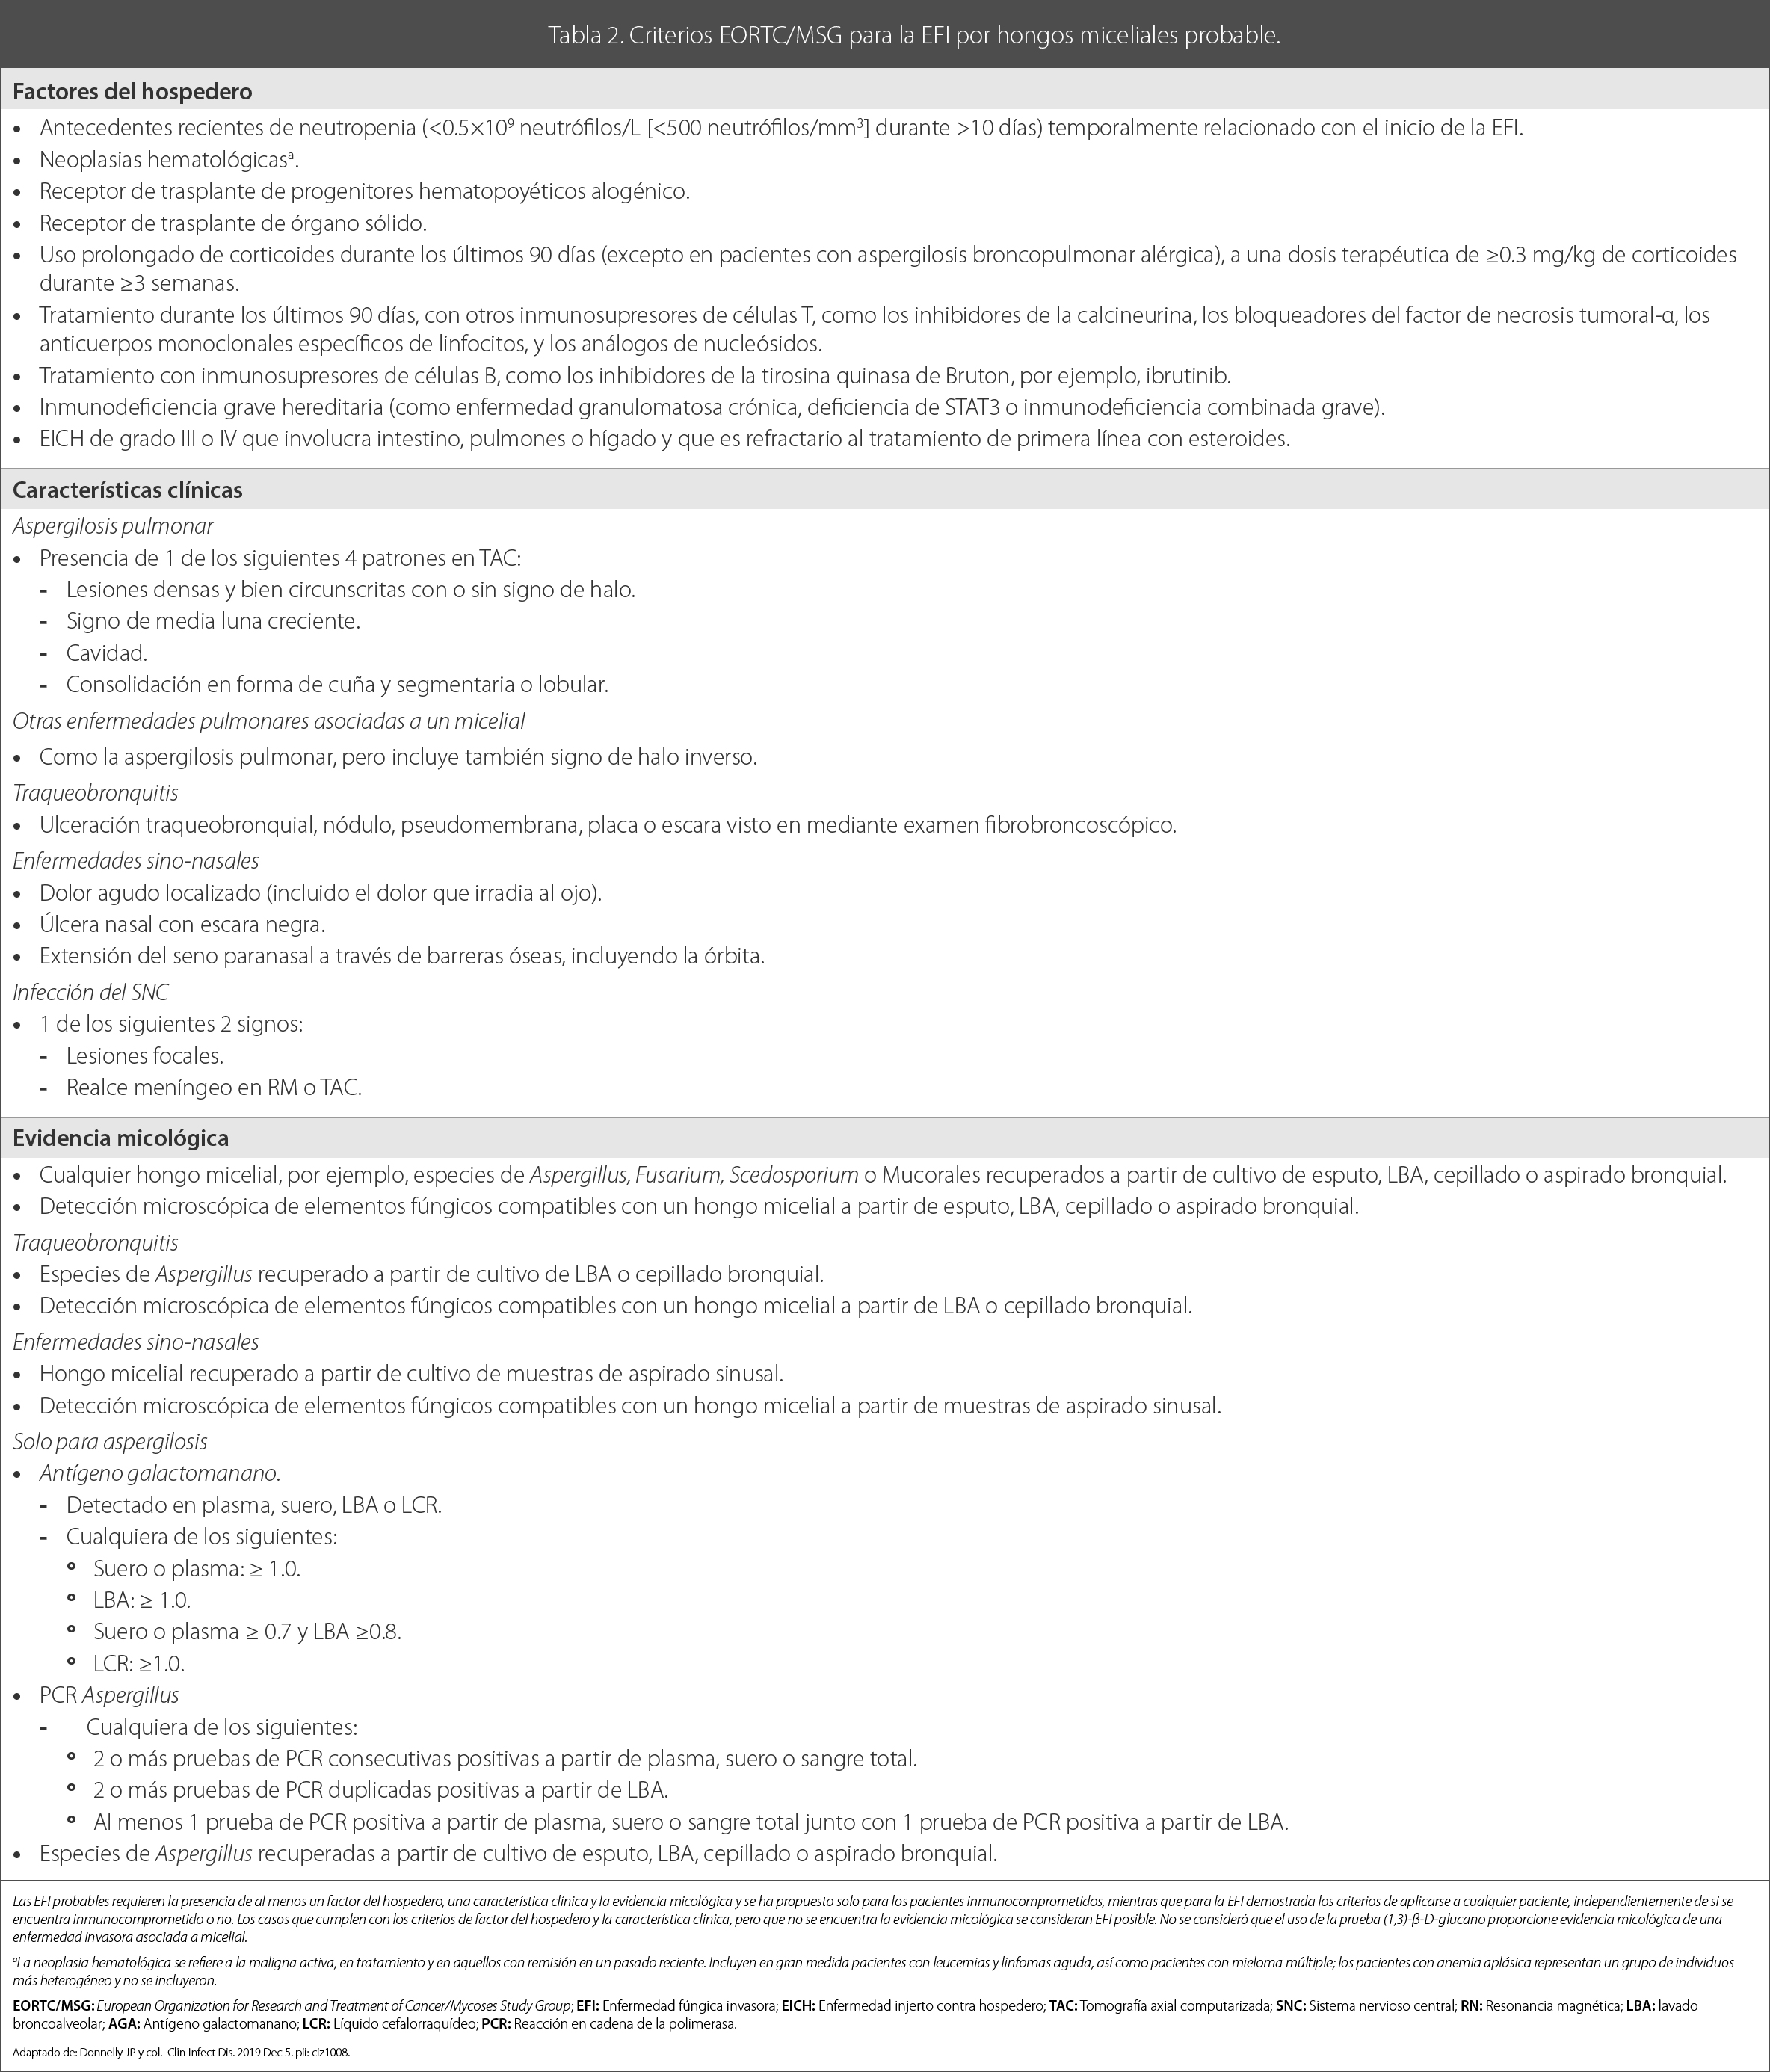 Tabla 2. Criterios EORTC/MSG para la EFI por hongos miceliales probable.
Factores del hospedero
• Antecedentes recientes de neutropenia (<0.5×10⁹ neutrófilos/L [<500 neutrófilos/mm³] durante >10 días) temporalmente relacionado con el inicio de la EFI.
• Neoplasias hematológicasᵃ.
• Receptor de trasplante de progenitores hematopoyéticos alogénico.
• Receptor de trasplante de órgano sólido.
• Uso prolongado de corticoides durante los últimos 90 días (excepto en pacientes con aspergilosis broncopulmonar alérgica), a una dosis terapéutica de ≥0.3 mg/kg de corticoides
durante ≥3 semanas.
• Tratamiento durante los últimos 90 días, con otros inmunosupresores de células T, como los inhibidores de la calcineurina, los bloqueadores del factor de necrosis tumoral-α, los
anticuerpos monoclonales específicos de linfocitos, y los análogos de nucleósidos.
• Tratamiento con inmunosupresores de células B, como los inhibidores de la tirosina quinasa de Bruton, por ejemplo, ibrutinib.
• Inmunodeficiencia grave hereditaria (como enfermedad granulomatosa crónica, deficiencia de STAT3 o inmunodeficiencia combinada grave).
• EICH de grado III o IV que involucra intestino, pulmones o hígado y que es refractario al tratamiento de primera línea con esteroides.
Características clínicas
Aspergilosis pulmonar
• Presencia de 1 de los siguientes 4 patrones en TAC:
- Lesiones densas y bien circunscritas con o sin signo de halo.
- Signo de media luna creciente.
- Cavidad.
- Consolidación en forma de cuña y segmentaria o lobular.
Otras enfermedades pulmonares asociadas a un micelial
• Como la aspergilosis pulmonar, pero incluye también signo de halo inverso.
Traqueobronquitis
• Ulceración traqueobronquial, nódulo, pseudomembrana, placa o escara visto en mediante examen fibrobroncoscópico.
Enfermedades sino-nasales
• Dolor agudo localizado (incluido el dolor que irradia al ojo).
• Úlcera nasal con escara negra.
• Extensión del seno paranasal a través de barreras óseas, incluyendo la órbita.
Infección del SNC
• 1 de los siguientes 2 signos:
- Lesiones focales.
- Realce meníngeo en RM o TAC.
Evidencia micológica
• Cualquier hongo micelial, por ejemplo, especies de Aspergillus, Fusarium, Scedosporium o Mucorales recuperados a partir de cultivo de esputo, LBA, cepillado o aspirado bronquial.
• Detección microscópica de elementos fúngicos compatibles con un hongo micelial a partir de esputo, LBA, cepillado o aspirado bronquial.
Traqueobronquitis
• Especies de Aspergillus recuperado a partir de cultivo de LBA o cepillado bronquial.
• Detección microscópica de elementos fúngicos compatibles con un hongo micelial a partir de LBA o cepillado bronquial.
Enfermedades sino-nasales
• Hongo micelial recuperado a partir de cultivo de muestras de aspirado sinusal.
• Detección microscópica de elementos fúngicos compatibles con un hongo micelial a partir de muestras de aspirado sinusal.
Solo para aspergilosis
• Antígeno galactomanano.
- Detectado en plasma, suero, LBA o LCR.
- Cualquiera de los siguientes:
° Suero o plasma: ≥ 1.0.
° LBA: ≥ 1.0.
° Suero o plasma ≥ 0.7 y LBA ≥0.8.
° LCR: ≥1.0.
• PCR Aspergillus
- Cualquiera de los siguientes:
° 2 o más pruebas de PCR consecutivas positivas a partir de plasma, suero o sangre total.
° 2 o más pruebas de PCR duplicadas positivas a partir de LBA.
° Al menos 1 prueba de PCR positiva a partir de plasma, suero o sangre total junto con 1 prueba de PCR positiva a partir de LBA.
• Especies de Aspergillus recuperadas a partir de cultivo de esputo, LBA, cepillado o aspirado bronquial.
Las EFI probables requieren la presencia de al menos un factor del hospedero, una característica clínica y la evidencia micológica y se ha propuesto solo para los pacientes inmunocomprometidos, mientras que para la EFI demostrada los criterios de aplicarse a cualquier paciente, independientemente de si se
encuentra inmunocomprometido o no. Los casos que cumplen con los criterios de factor del hospedero y la característica clínica, pero que no se encuentra la evidencia micológica se consideran EFI posible. No se consideró que el uso de la prueba (1,3)-β-D-glucano proporcione evidencia micológica de una
enfermedad invasora asociada a micelial.
ᵃLa neoplasia hematológica se refiere a la maligna activa, en tratamiento y en aquellos con remisión en un pasado reciente. Incluyen en gran medida pacientes con leucemias y linfomas aguda, así como pacientes con mieloma múltiple; los pacientes con anemia aplásica representan un grupo de individuos
más heterogéneo y no se incluyeron.
EORTC/MSG: European Organization for Research and Treatment of Cancer/Mycoses Study Group; EFI: Enfermedad fúngica invasora; EICH: Enfermedad injerto contra hospedero; TAC: Tomografía axial computarizada; SNC: Sistema nervioso central; RN: Resonancia magnética; LBA: lavado
broncoalveolar; AGA: Antígeno galactomanano; LCR: Líquido cefalorraquídeo; PCR: Reacción en cadena de la polimerasa.
Adaptado de: Donnelly JP y col. Clin Infect Dis. 2019 Dec 5. pii: ciz1008.